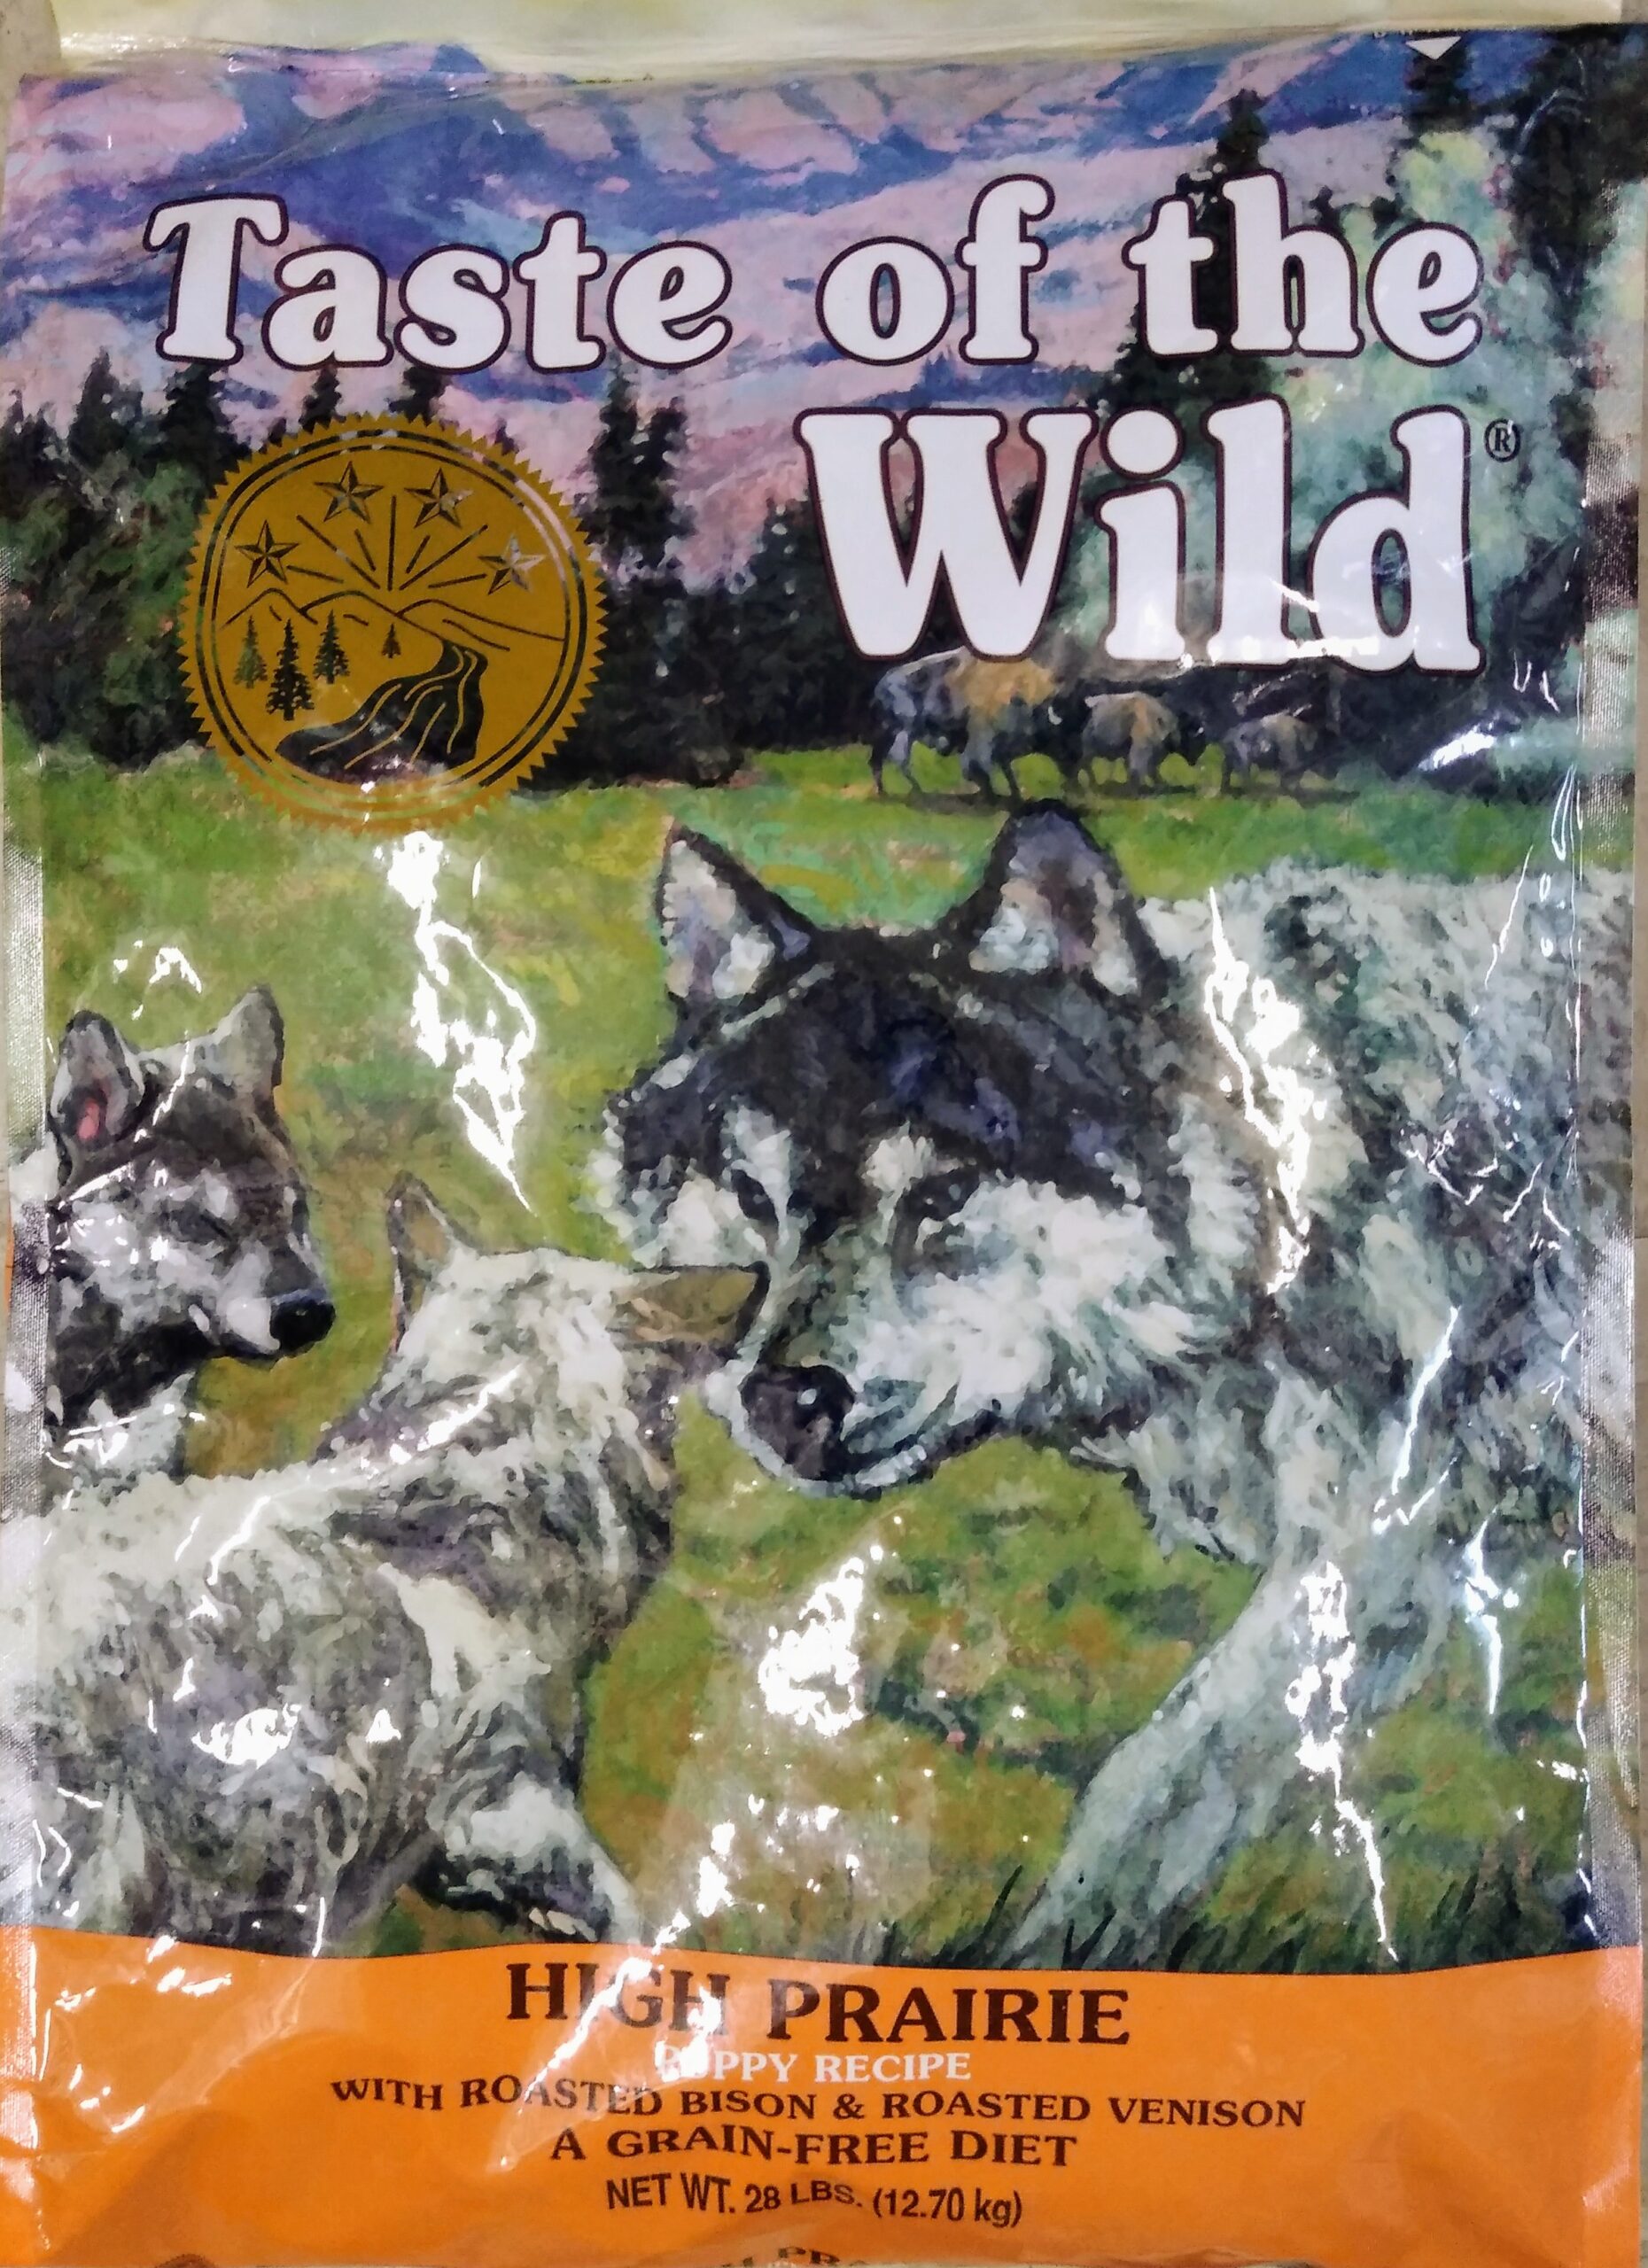 Taste of the
Wild®
HIGH PRAIRIE
PUPPY RECIPE
WITH ROASTED BISON & ROASTED VENISON
A GRAIN-FREE DIET
NET WT. 28 LBS. (12.70 kg)